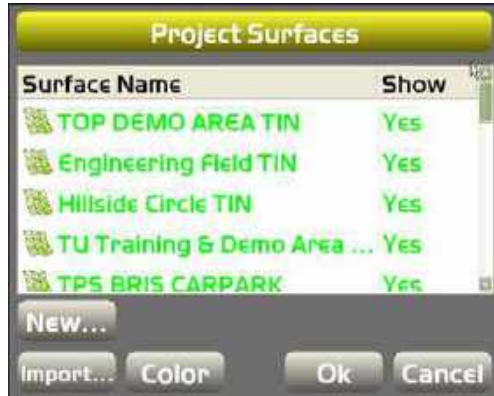 Project Surfaces
Surface Name Show
TOP DEMO AREA TIN Yes
Engineering Field TIN Yes
Hillside Circle TIN Yes
TU Training & Demo Area ... Yes
TPS BRIS CARPARK Yes
New...
Import... Color Ok Cancel